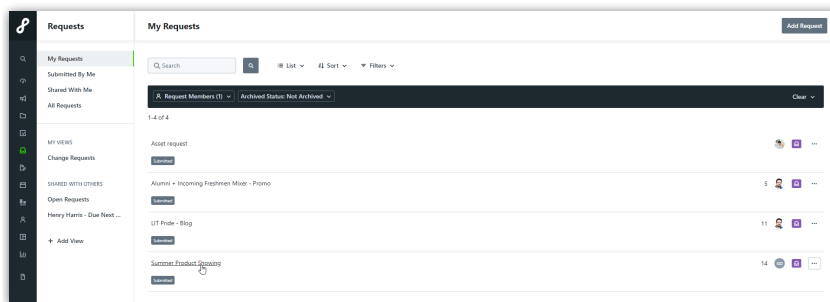 Requests
My Requests
Add Request
My Requests
Submitted By Me
Shared With Me
All Requests
MY VIEWS
Change Requests
SHARED WITH OTHERS
Open Requests
Henry Harris - Due Next ...
+ Add View
Search
List
Sort
Filters
Request Members (1)
Archived Status: Not Archived
Clear
1-4 of 4
Asset request
Submitted
Alumni + Incoming Freshmen Mixer - Promo
5
Submitted
LIT Pride - Blog
11
Submitted
Summer Product Showing
14
Submitted